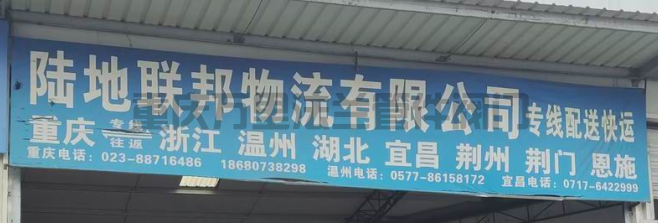 陆地联邦物流有限公司 专线配送快运
重庆 专线往返 浙江 温州 湖北 宜昌 荆州 荆门 恩施
重庆电话：023-88716486 18680738298 温州电话：0577-86158172 宜昌电话：0717-6422999